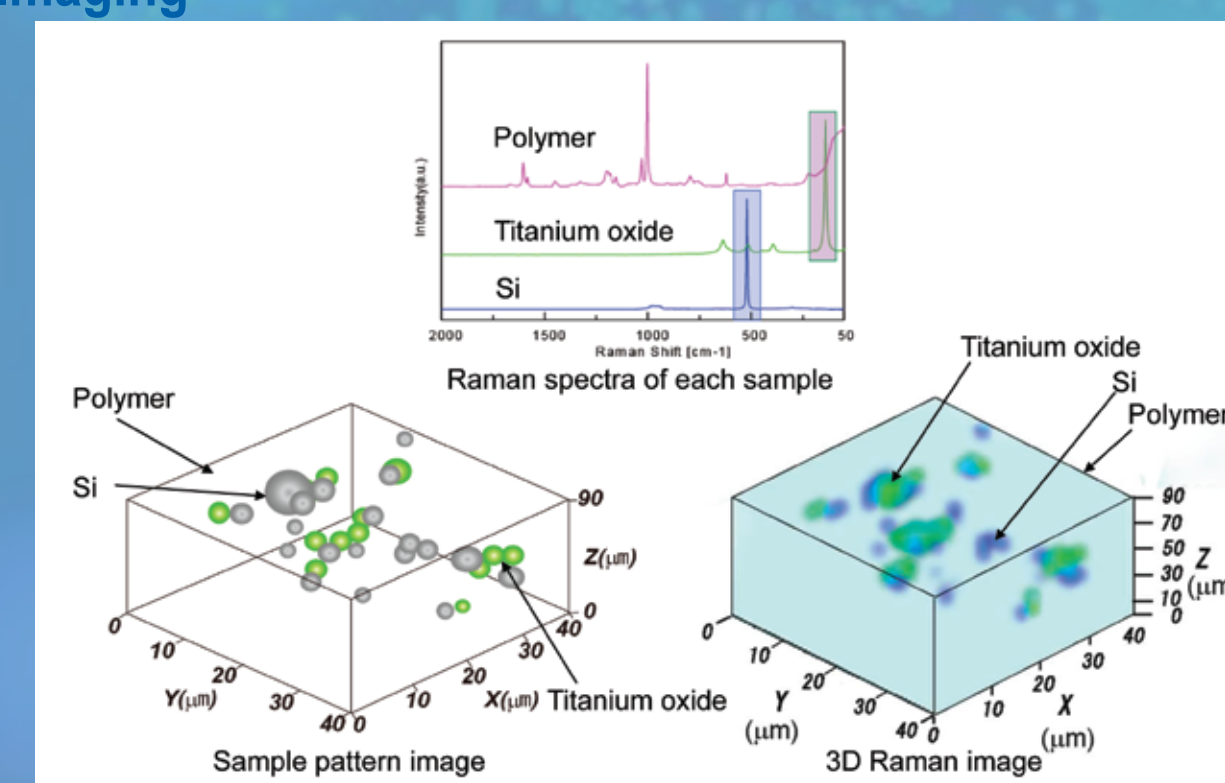 Imaging
Polymer
Titanium oxide
Si
Intensity(a.u.)
2000 1500 1000 500 50
Raman Shift [cm-1]
Raman spectra of each sample
Polymer
Si
90
Z(μm)
0
0 10 20 30 40
Y(μm)
0 10 20 30 40
X(μm)
Titanium oxide
Sample pattern image
Titanium oxide
Si
Polymer
90
70
50
30
10
0
Z
(μm
0 10 20 30 40
Y
(μm)
0 10 20 30 40
X
(μm)
3D Raman image